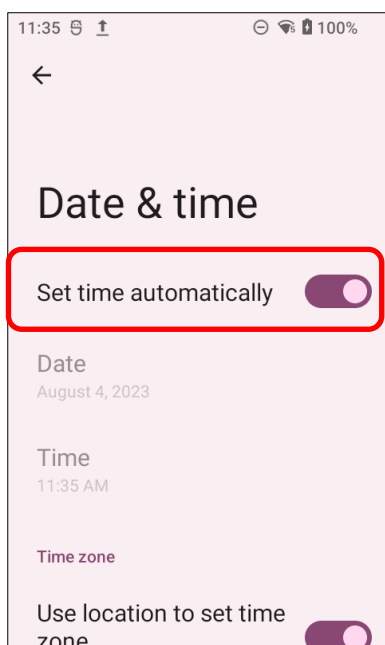 11:35 100%
Date & time
Set time automatically
Date
August 4, 2023
Time
11:35 AM
Time zone
Use location to set time
zone